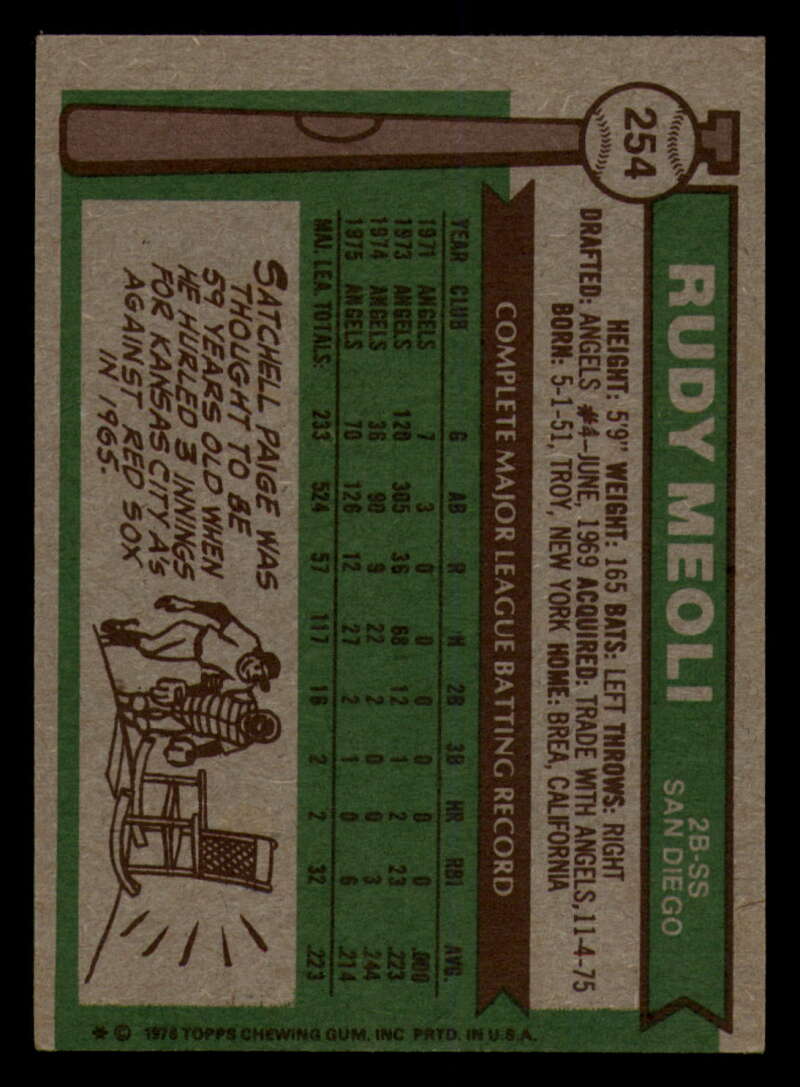 254
RUDY MEOLI
2B-SS
SAN DIEGO
HEIGHT: 5'9" WEIGHT: 165 BATS: LEFT THROWS: RIGHT
DRAFTED: ANGELS #4-JUNE, 1969 ACQUIRED: TRADE WITH ANGELS, 11-4-75
BORN: 5-1-51, TROY, NEW YORK HOME: BREA, CALIFORNIA
COMPLETE MAJOR LEAGUE BATTING RECORD
YEAR CLUB G AB R H 2B 3B HR RBI AVG.
1971 ANGELS 7 3 0 0 0 0 0 0 .000
1973 ANGELS 120 305 36 68 12 1 2 23 .223
1974 ANGELS 36 90 9 22 2 0 0 3 .244
1975 ANGELS 70 126 12 27 2 1 0 6 .214
MAJ. LEA. TOTALS: 233 524 57 117 16 2 2 32 .223
SATCHELL PAIGE WAS
THOUGHT TO BE
59 YEARS OLD WHEN
HE HURLED 3 INNINGS
FOR KANSAS CITY A's
AGAINST RED SOX
IN 1965.
* © 1976 TOPPS CHEWING GUM, INC PRTD. IN U.S.A.